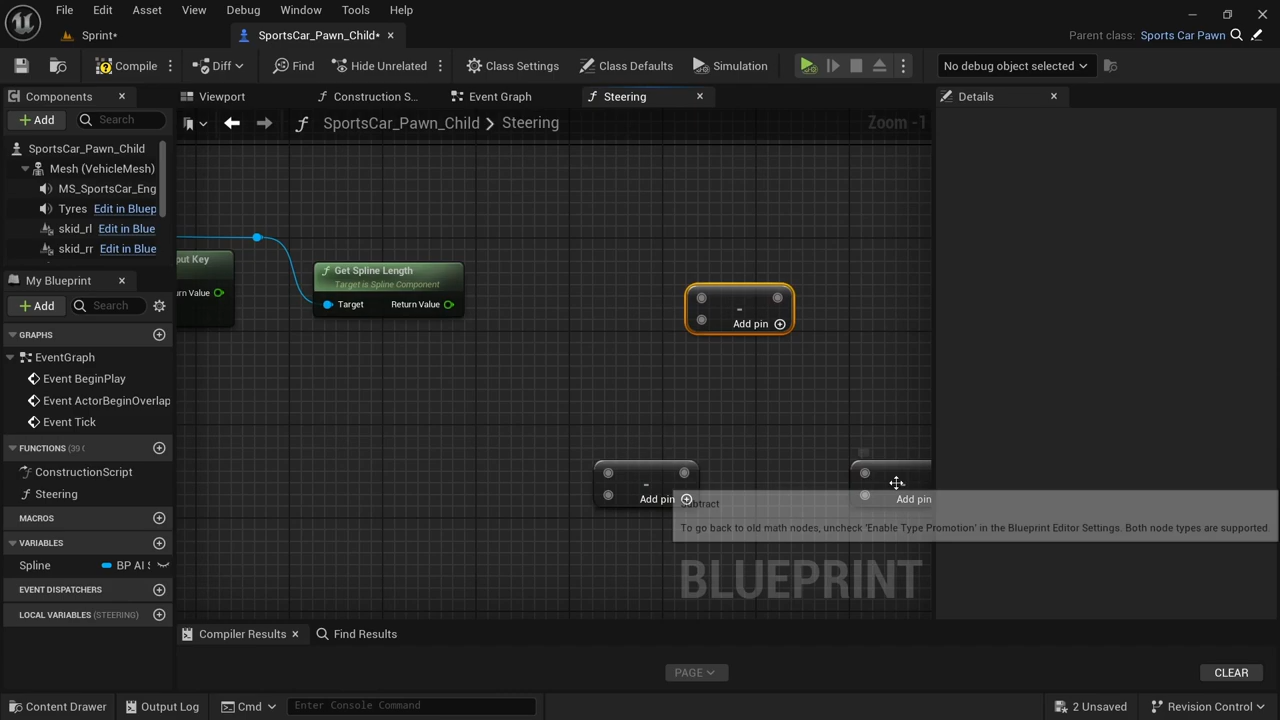 File Edit Asset View Debug Window Tools Help
Sprint*
SportsCar_Pawn_Child*
Parent class: Sports Car Pawn
Compile Diff Find Hide Unrelated Class Settings Class Defaults Simulation No debug object selected
Components
Viewport Construction S... Event Graph Steering Details
Add Search
SportsCar_Pawn_Child > Steering
Zoom -1
SportsCar_Pawn_Child
Mesh (VehicleMesh)
MS_SportsCar_Eng
Tyres Edit in Bluep
skid_rl Edit in Blue
skid_rr Edit in Blue
put Key
urn Value
Get Spline Length
Target is Spline Component
Target Return Value
-
Add pin
My Blueprint
Add Search
GRAPHS
EventGraph
Event BeginPlay
Event ActorBeginOverlap
Event Tick
FUNCTIONS (39 (
ConstructionScript
Steering
MACROS
VARIABLES
Spline BP AI
EVENT DISPATCHERS
LOCAL VARIABLES (STEERING)
-
Add pin
Add pin
Subtract
To go back to old math nodes, uncheck 'Enable Type Promotion' in the Blueprint Editor Settings. Both node types are supported.
BLUEPRINT
Compiler Results Find Results
PAGE CLEAR
Content Drawer Output Log Cmd Enter Console Command 2 Unsaved Revision Control